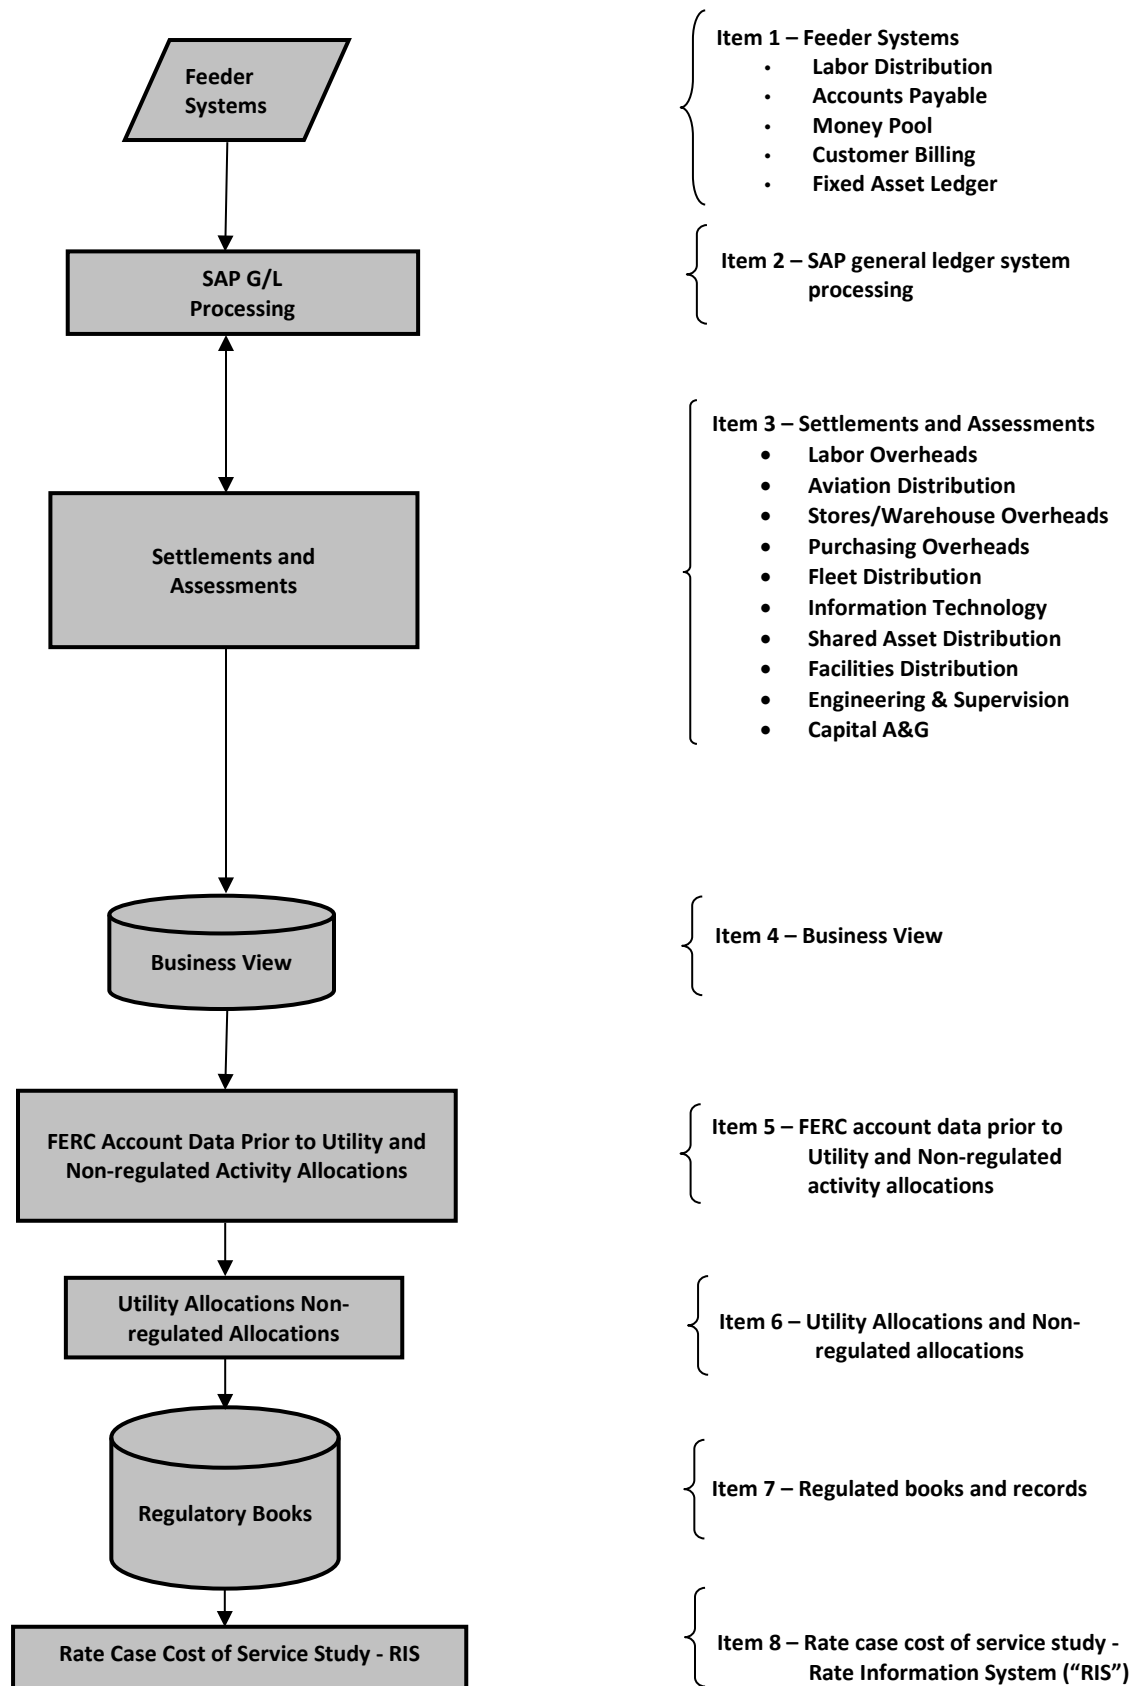 Feeder
Systems
Item 1 – Feeder Systems
• Labor Distribution
• Accounts Payable
• Money Pool
• Customer Billing
• Fixed Asset Ledger
SAP G/L
Processing
Item 2 – SAP general ledger system
processing
Settlements and
Assessments
Item 3 – Settlements and Assessments
• Labor Overheads
• Aviation Distribution
• Stores/Warehouse Overheads
• Purchasing Overheads
• Fleet Distribution
• Information Technology
• Shared Asset Distribution
• Facilities Distribution
• Engineering & Supervision
• Capital A&G
Business View
Item 4 – Business View
FERC Account Data Prior to Utility and
Non-regulated Activity Allocations
Item 5 – FERC account data prior to
Utility and Non-regulated
activity allocations
Utility Allocations Non-
regulated Allocations
Item 6 – Utility Allocations and Non-
regulated allocations
Regulatory Books
Item 7 – Regulated books and records
Rate Case Cost of Service Study - RIS
Item 8 – Rate case cost of service study -
Rate Information System (“RIS”)